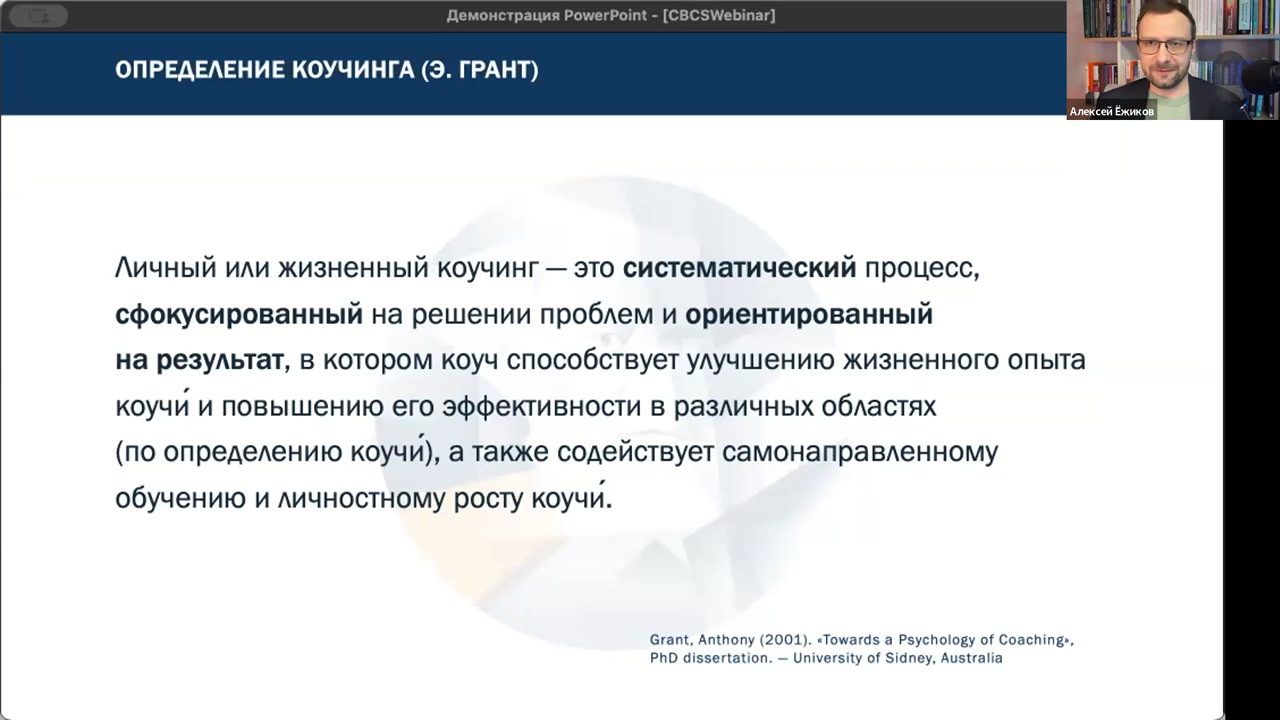 Демонстрация PowerPoint - [CBCSWebinar]
ОПРЕДЕЛЕНИЕ КОУЧИНГА (Э. ГРАНТ)
Алексей Ёжиков
Личный или жизненный коучинг — это систематический процесс,
сфокусированный на решении проблем и ориентированный
на результат, в котором коуч способствует улучшению жизненного опыта
коучи́ и повышению его эффективности в различных областях
(по определению коучи́), а также содействует самонаправленному
обучению и личностному росту коучи́.
Grant, Anthony (2001). «Towards a Psychology of Coaching»,
PhD dissertation. — University of Sidney, Australia